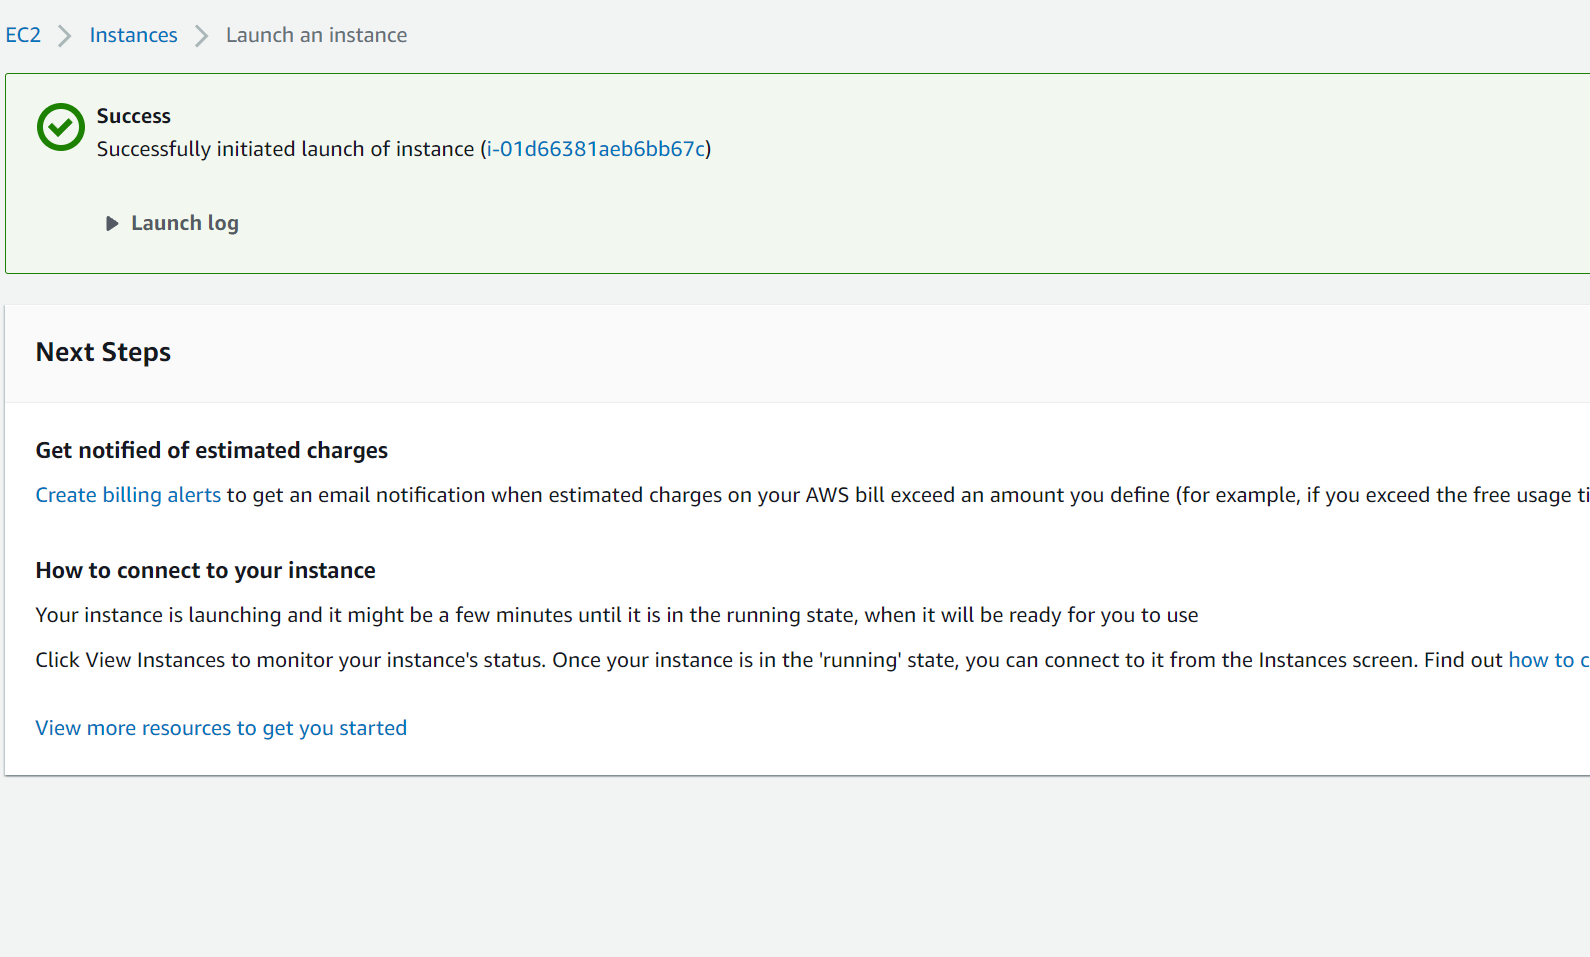 EC2 Instances Launch an instance
Success
Successfully initiated launch of instance (i-01d66381aeb6bb67c)
Launch log
Next Steps
Get notified of estimated charges
Create billing alerts to get an email notification when estimated charges on your AWS bill exceed an amount you define (for example, if you exceed the free usage ti
How to connect to your instance
Your instance is launching and it might be a few minutes until it is in the running state, when it will be ready for you to use
Click View Instances to monitor your instance's status. Once your instance is in the 'running' state, you can connect to it from the Instances screen. Find out how to c
View more resources to get you started